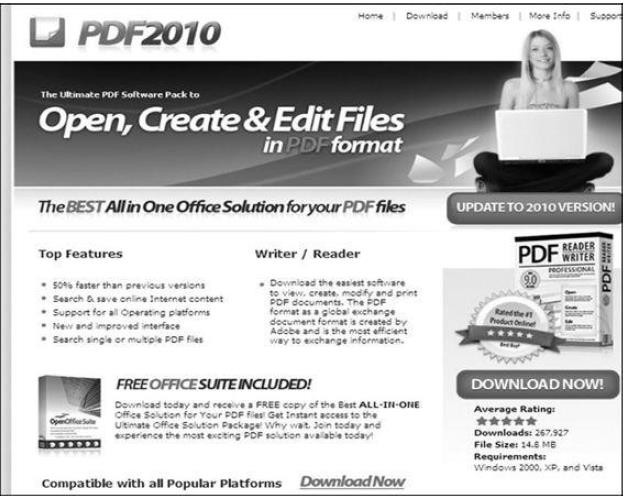 Home | Download | Members | More Info | Support
PDF2010
The Ultimate PDF Software Pack to
Open, Create & Edit Files
in PDF format
The BEST All in One Office Solution for your PDF files
UPDATE TO 2010 VERSION!
Top Features
50% faster than previous versions
Search & save online Internet content
Support for all Operating platforms
New and improved interface
Search single or multiple PDF files
Writer / Reader
Download the easiest software
to view, create, modify and print
PDF documents. The PDF
format as a global exchange
document format is created by
Adobe and is the most efficient
way to exchange information.
PDF READER
WRITER
PROFESSIONAL
9.0
Open
Create
Edit
PDF READER
WRITER
Rated the #1
Product Online!
Best Buy!
FREE OFFICE SUITE INCLUDED!
Download today and receive a FREE copy of the Best ALL-IN-ONE
Office Solution for Your PDF files! Get Instant access to the
Ultimate Office Solution Package! Why wait. Join today and
experience the most exciting PDF solution available today!
OpenOfficeSuite
DOWNLOAD NOW!
Average Rating:
Downloads: 267,927
File Size: 14.8 MB
Requirements:
Windows 2000, XP, and Vista
Compatible with all Popular Platforms Download Now